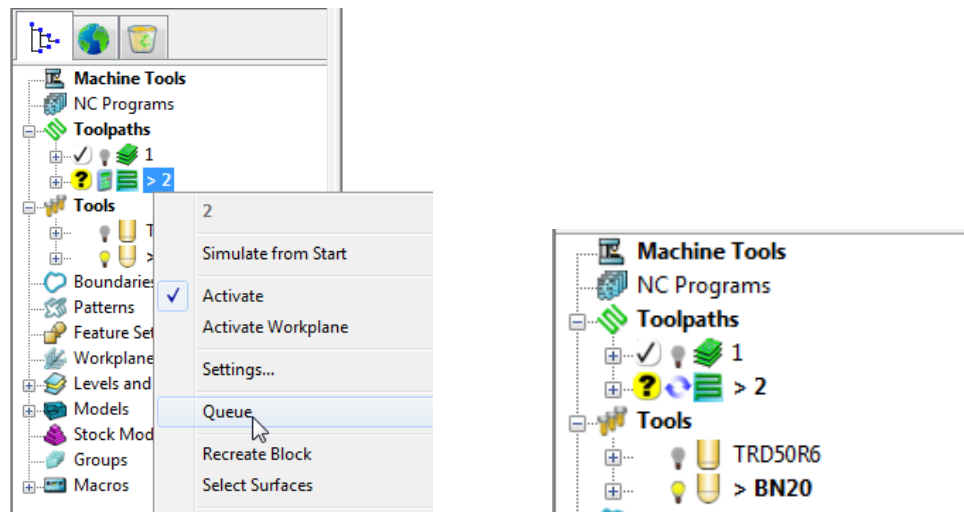 Machine Tools
NC Programs
Toolpaths
1
> 2
Tools
T
>
Boundaries
Patterns
Feature Set
Workplane
Levels and
Models
Stock Mod
Groups
Macros
2
Simulate from Start
Activate
Activate Workplane
Settings...
Queue
Recreate Block
Select Surfaces
Machine Tools
NC Programs
Toolpaths
1
> 2
Tools
TRD50R6
> BN20